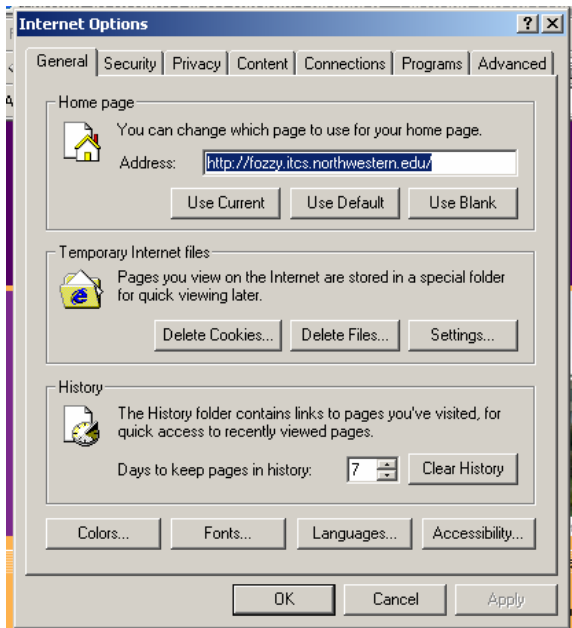 Internet Options
General Security Privacy Content Connections Programs Advanced
Home page
You can change which page to use for your home page.
Address: http://fozzy.itcs.northwestern.edu/
Use Current Use Default Use Blank
Temporary Internet files
Pages you view on the Internet are stored in a special folder
for quick viewing later.
Delete Cookies... Delete Files... Settings...
History
The History folder contains links to pages you've visited, for
quick access to recently viewed pages.
Days to keep pages in history: 7 Clear History
Colors... Fonts... Languages... Accessibility...
OK Cancel Apply